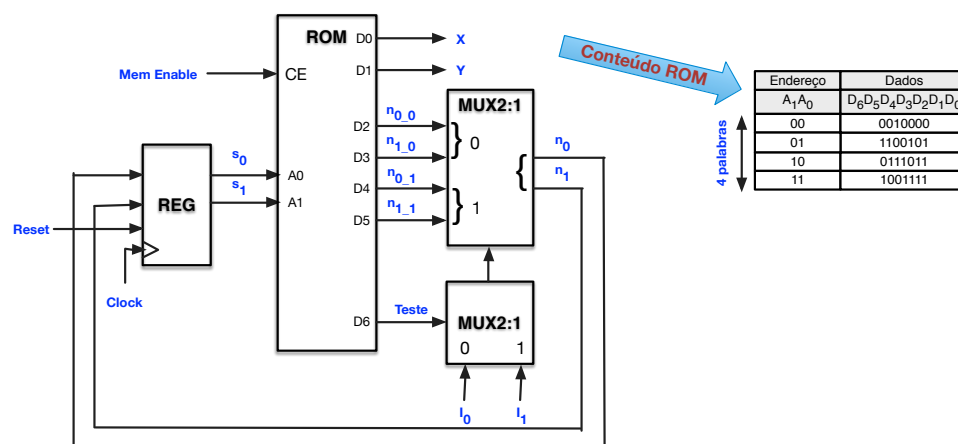 ROM
D0
X
Mem Enable
CE
D1
Y
MUX2:1
D2
n0_0
0
D3
n1_0
n0
D4
n0_1
n1
1
D5
n1_1
s0
A0
s1
A1
REG
Reset
Clock
D6
Teste
MUX2:1
0 1
I0 I1
Conteúdo ROM
Endereço Dados
A1A0 D6D5D4D3D2D1D0
00 0010000
01 1100101
10 0111011
11 1001111
4 palabras